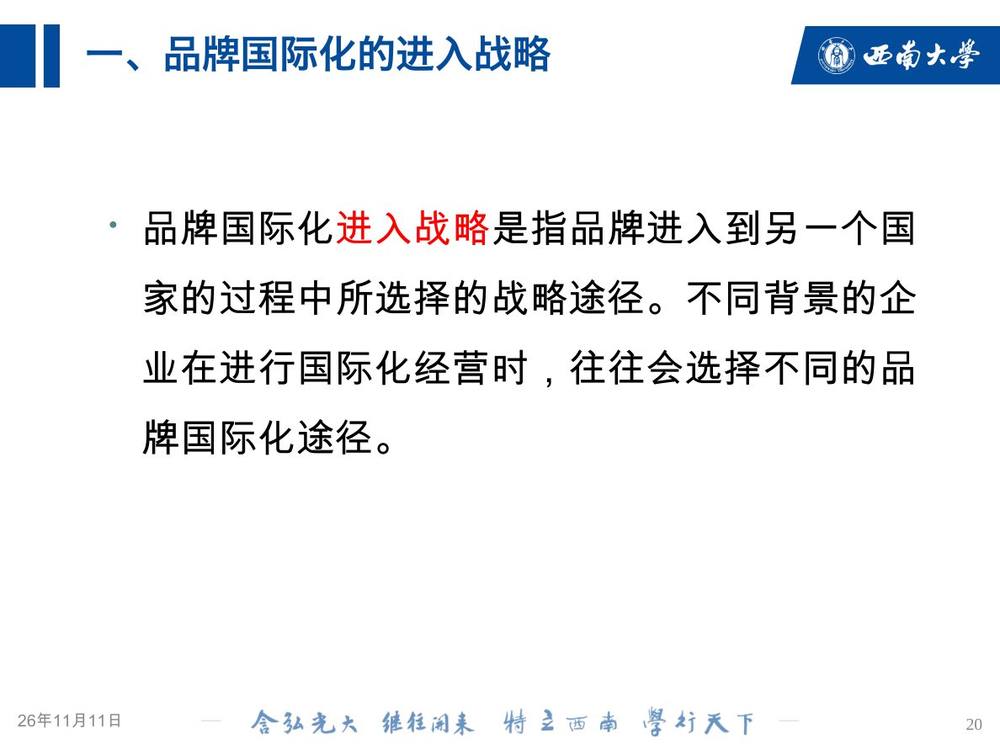 一、品牌国际化的进入战略
西南大学
• 品牌国际化进入战略是指品牌进入到另一个国
家的过程中所选择的战略途径。不同背景的企
业在进行国际化经营时，往往会选择不同的品
牌国际化途径。
26年11月11日
含弘光大 继往开来 特立西南 學行天下
20